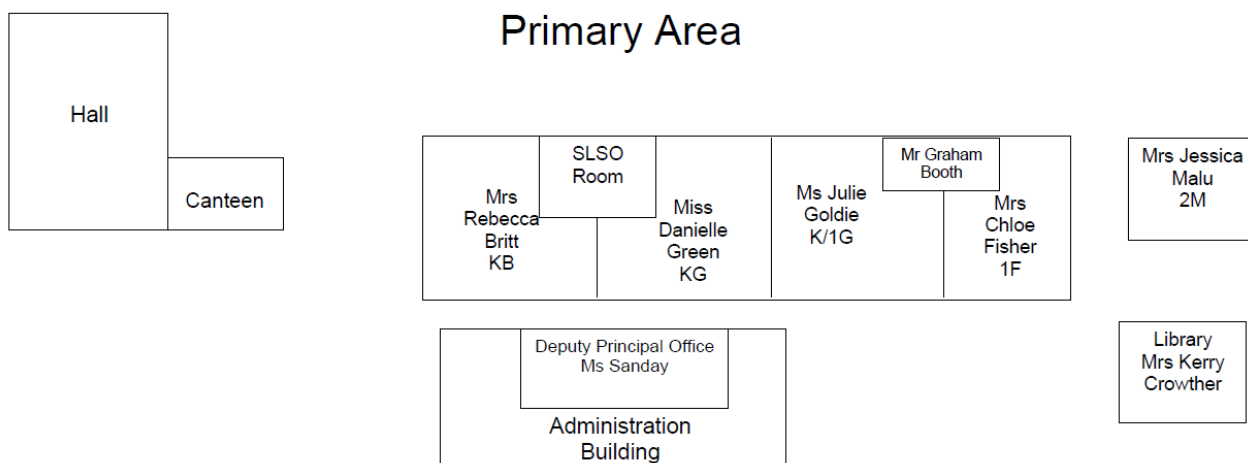 Primary Area
Hall
Canteen
Mrs
Rebecca
Britt
KB
SLSO
Room
Miss
Danielle
Green
KG
Ms Julie
Goldie
K/1G
Mr Graham
Booth
Mrs
Chloe
Fisher
1F
Mrs Jessica
Malu
2M
Deputy Principal Office
Ms Sanday
Administration
Building
Library
Mrs Kerry
Crowther